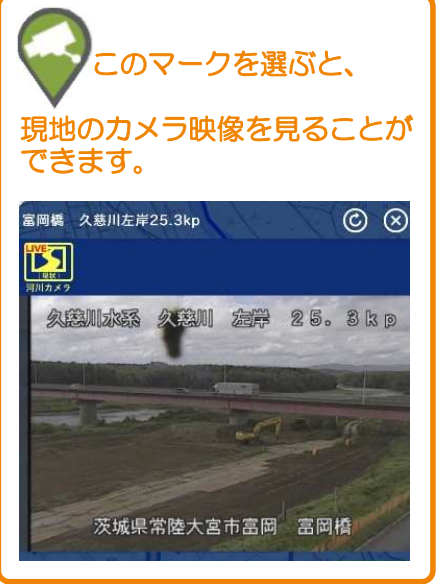 このマークを選ぶと、
現地のカメラ映像を見ることが
できます。
富岡橋 久慈川左岸25.3kp
LIVE
(現状)
河川カメラ
久慈川水系 久慈川 左岸 25.3kp
茨城県常陸大宮市富岡 富岡橋